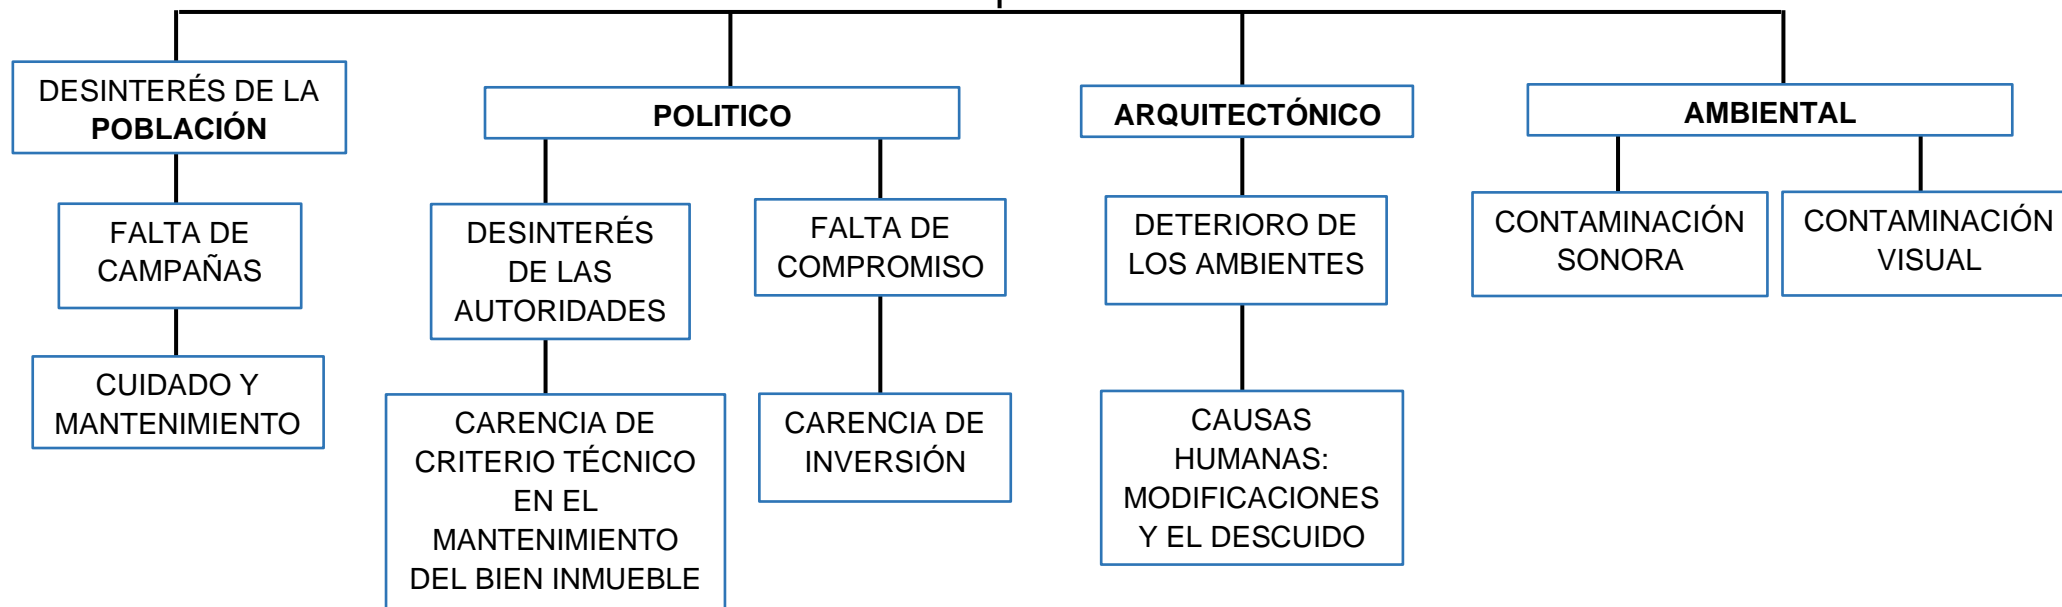 DESINTERÉS DE LA
POBLACIÓN
POLITICO
ARQUITECTÓNICO
AMBIENTAL
FALTA DE
CAMPAÑAS
DESINTERÉS
DE LAS
AUTORIDADES
FALTA DE
COMPROMISO
DETERIORO DE
LOS AMBIENTES
CONTAMINACIÓN
SONORA
CONTAMINACIÓN
VISUAL
CUIDADO Y
MANTENIMIENTO
CARENCIA DE
CRITERIO TÉCNICO
EN EL
MANTENIMIENTO
DEL BIEN INMUEBLE
CARENCIA DE
INVERSIÓN
CAUSAS
HUMANAS:
MODIFICACIONES
Y EL DESCUIDO